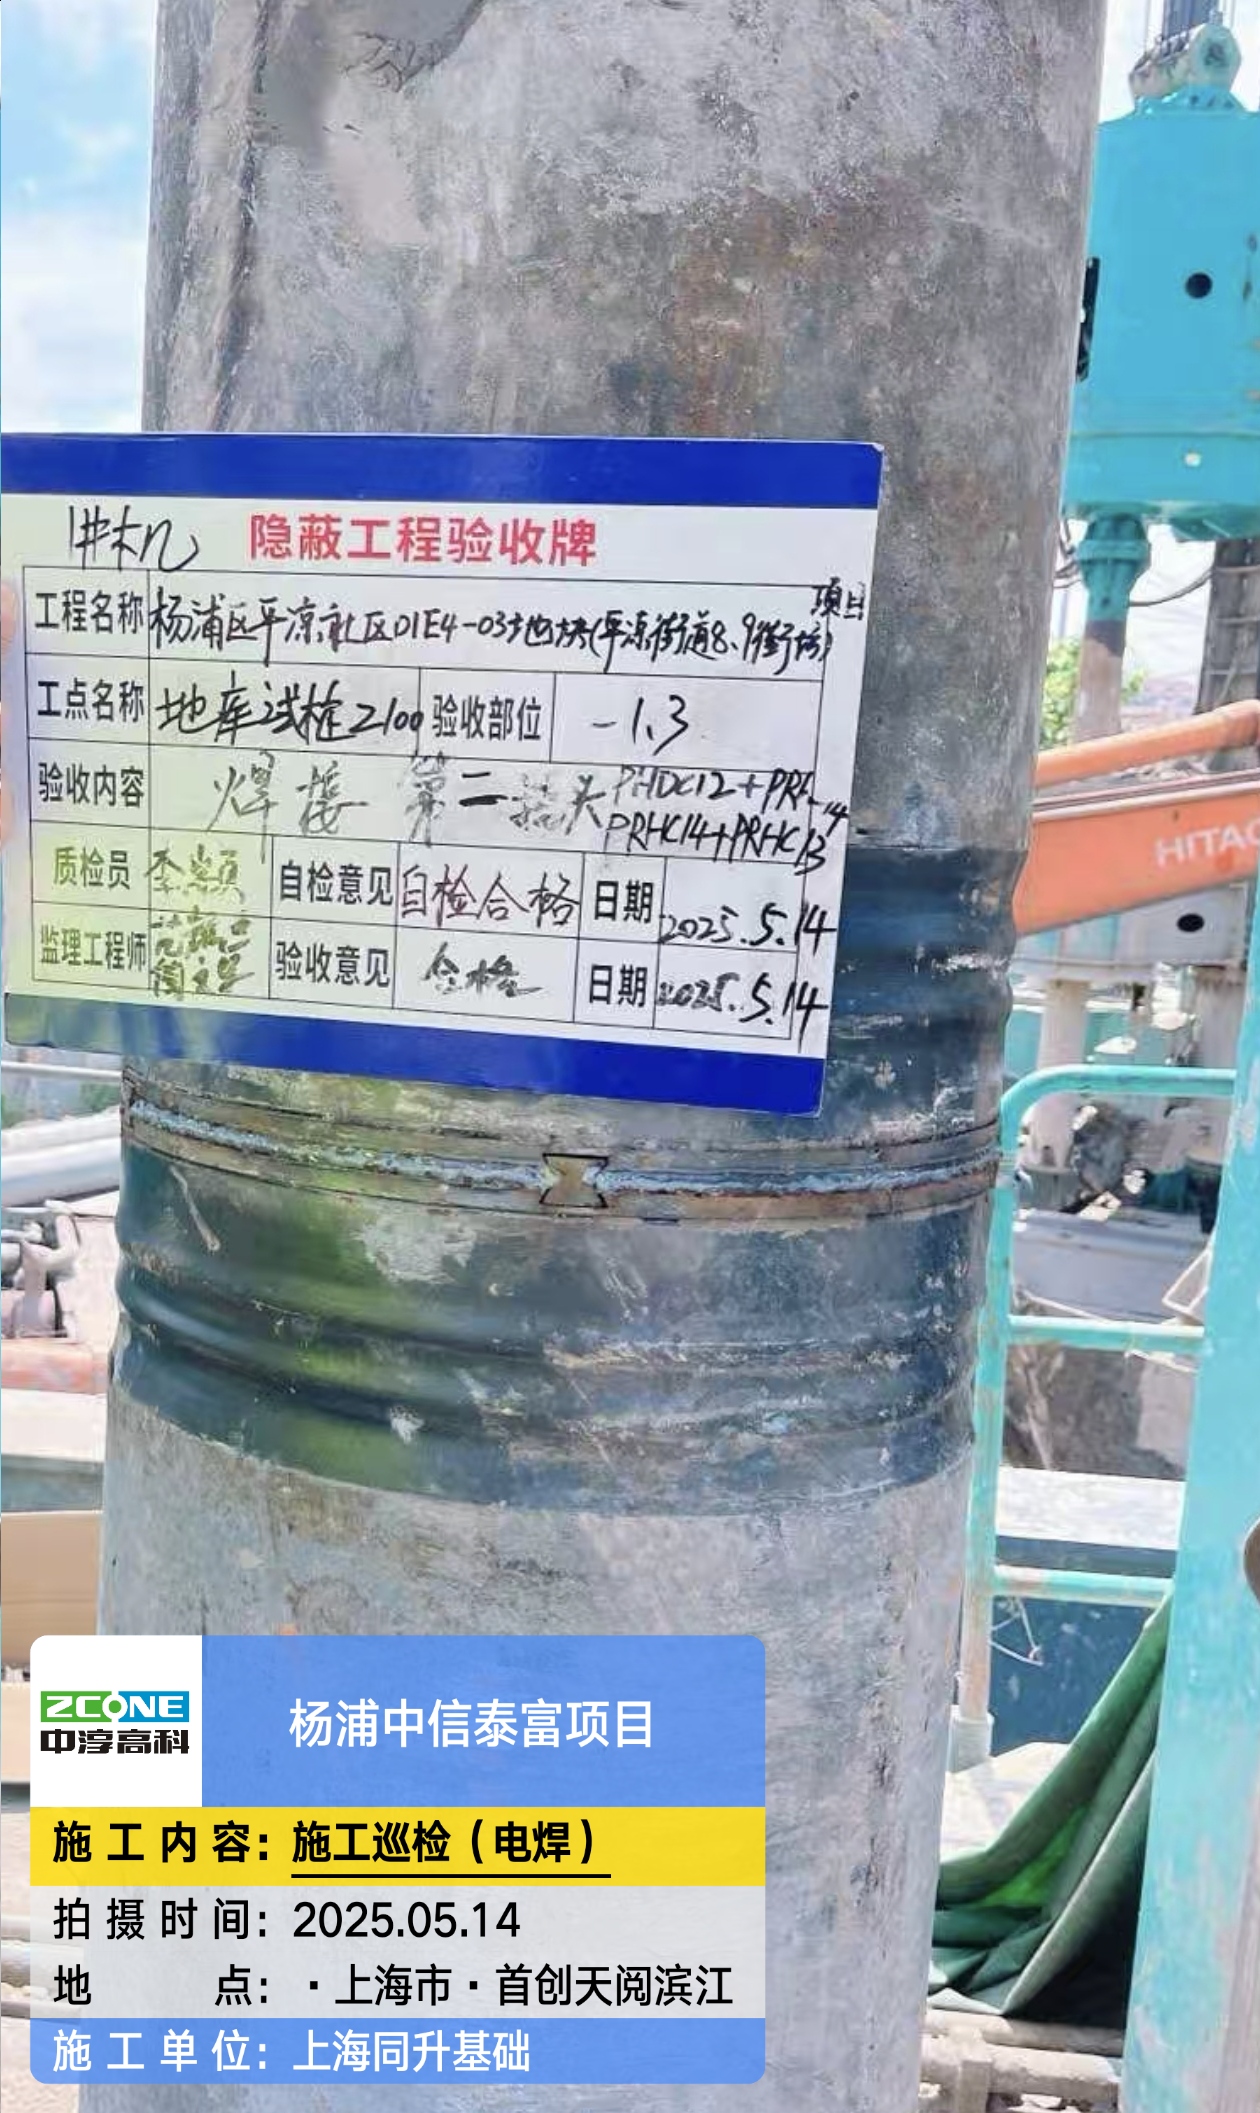 隐蔽工程验收牌
项目
工程名称 杨浦区平凉社区01E4-03地块(平凉街道8、9街坊)
工点名称 地库试桩Z100 验收部位 -1.3
验收内容 焊接 第二接头 PHDC12+PRH
14
PRHC14+PRHC13
质检员 自检意见 自检合格 日期 2025.5.14
监理工程师 验收意见 合格 日期 2025.5.14
HITAC
ZCONE
中淳高科
杨浦中信泰富项目
施工内容：施工巡检（电焊）
拍摄时间：2025.05.14
地点：·上海市·首创天阅滨江
施工单位：上海同升基础